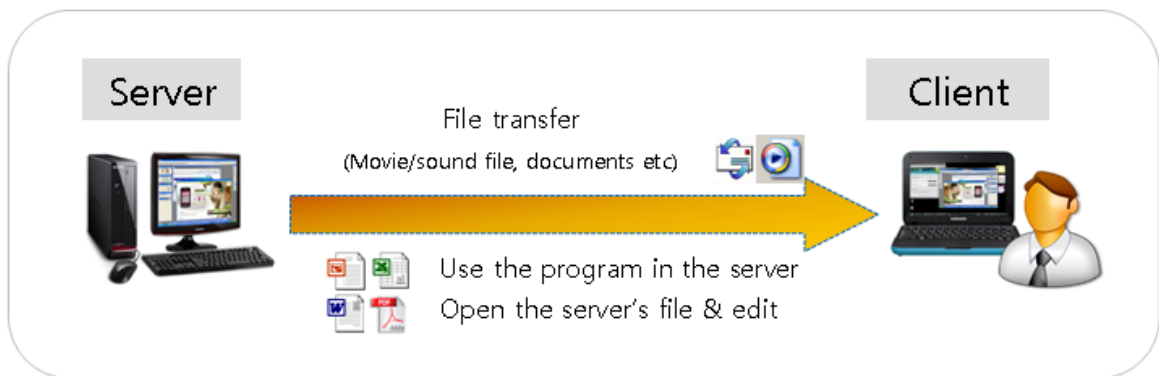 Server
Client
File transfer
(Movie/sound file, documents etc)
Use the program in the server
Open the server's file & edit
PDF